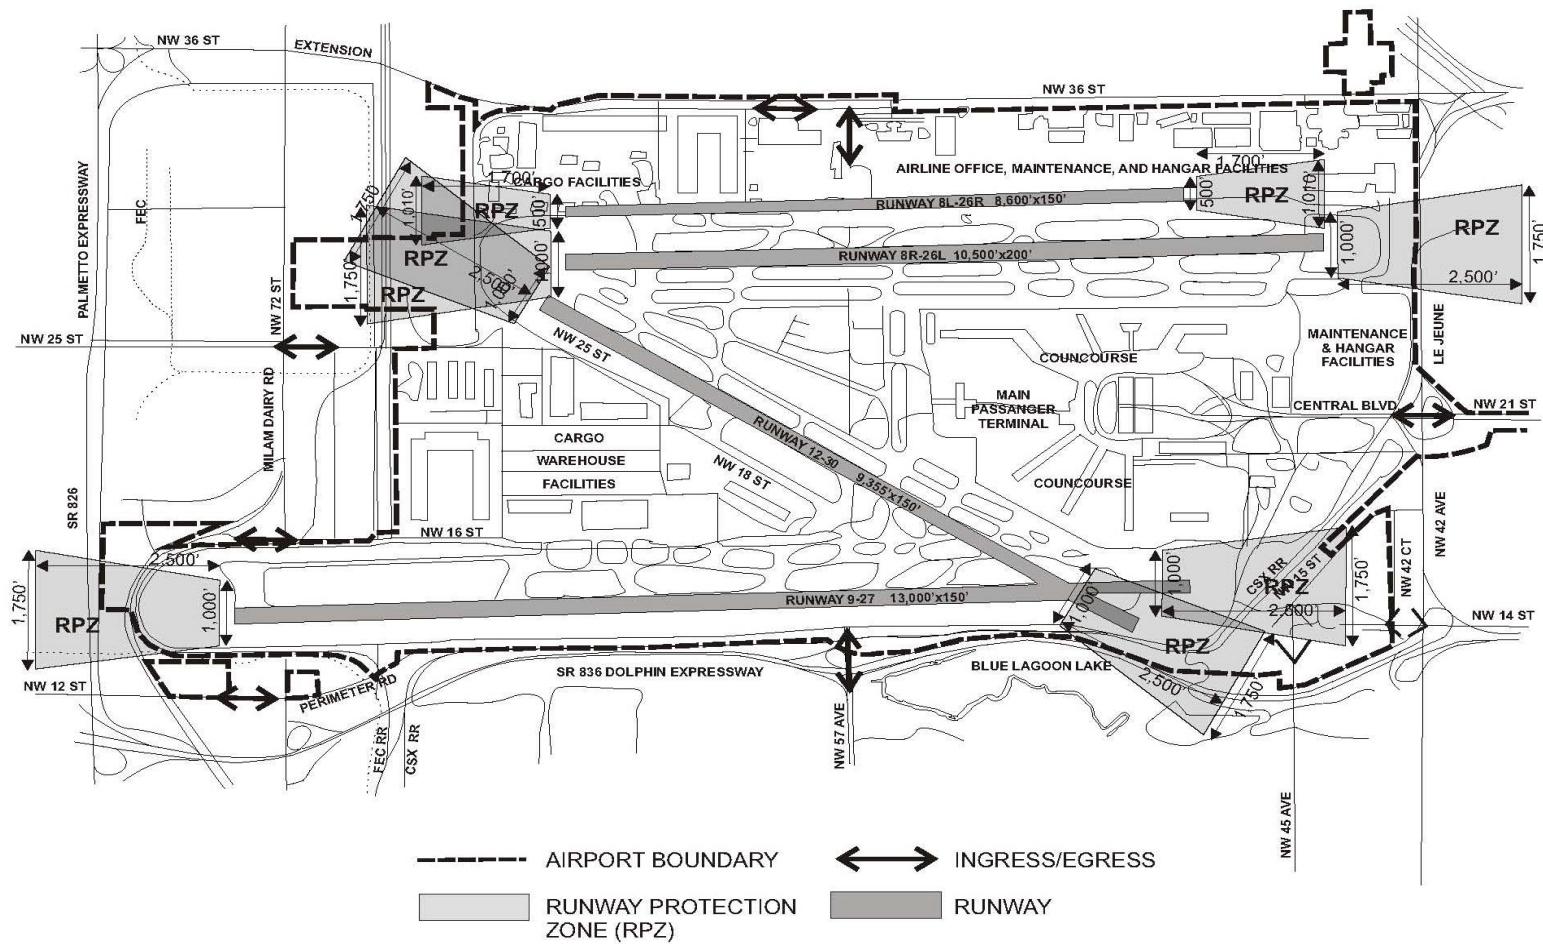 NW 36 ST
EXTENSION
NW 36 ST
PALMETTO EXPRESSWAY
FEC
1,700'
CARGO FACILITIES
AIRLINE OFFICE, MAINTENANCE, AND HANGAR FACILITIES
1,700'
1,750'
1,010'
RPZ
500'
RUNWAY 8L-26R 8,600'x150'
500'
RPZ
1,010'
RPZ
1,750'
1,000'
2,500'
RPZ
1,750'
RPZ
2,500'
1,000'
RUNWAY 8R-26L 10,500'x200'
NW 72 ST
NW 25 ST
NW 25 ST
MILAM DAIRY RD
COUNCOURSE
MAINTENANCE
& HANGAR
FACILITIES
LE JEUNE
MAIN
PASSANGER
TERMINAL
CENTRAL BLVD
NW 21 ST
CARGO
WAREHOUSE
FACILITIES
RUNWAY 12-30 9,355'x150'
NW 18 ST
COUNCOURSE
SR 826
NW 16 ST
NW 42 AVE
NW 42 CT
2,500'
1,750'
RPZ
1,000'
RUNWAY 9-27 13,000'x150'
1,000'
1,000'
CSX RR
NW 15 ST
RPZ
2,500'
1,750'
NW 14 ST
RPZ
2,500'
1,750'
NW 12 ST
PERIMETER RD
SR 836 DOLPHIN EXPRESSWAY
BLUE LAGOON LAKE
FEC RR
CSX RR
NW 57 AVE
NW 45 AVE
AIRPORT BOUNDARY
INGRESS/EGRESS
RUNWAY PROTECTION
ZONE (RPZ)
RUNWAY